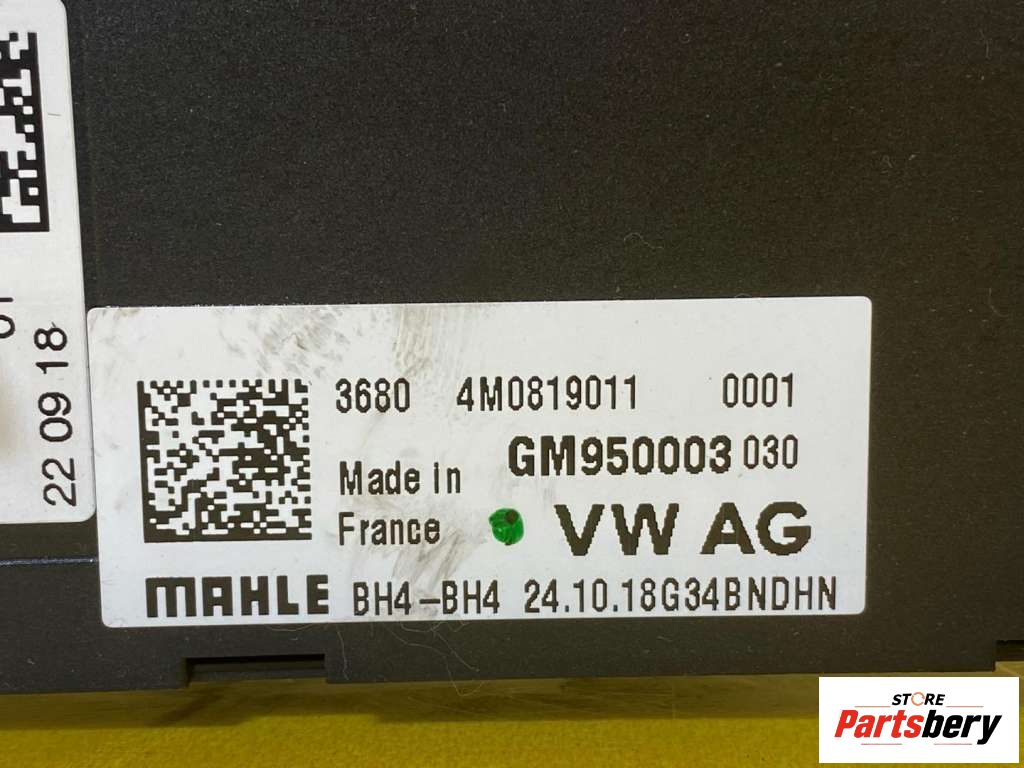 22 09 18
3680 4M0819011 0001
GM950003 030
Made in
France
VW AG
MAHLE BH4-BH4 24.10.18G34BNDHN
STORE
Partsbery